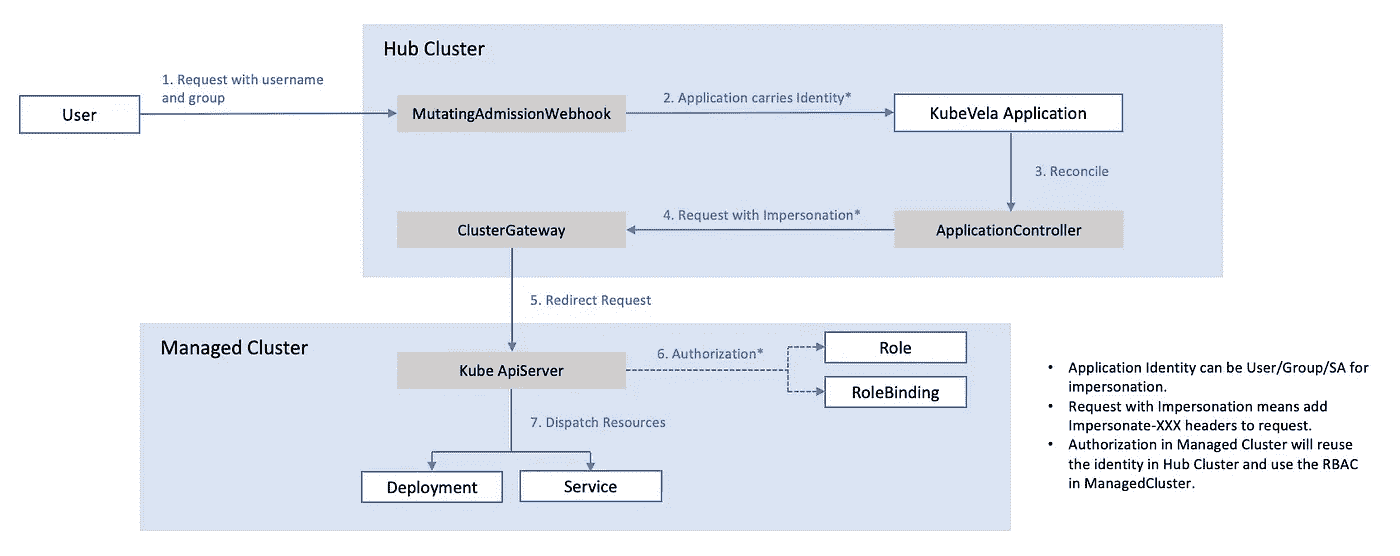 Hub Cluster
1. Request with username
and group
User
MutatingAdmissionWebhook
2. Application carries Identity*
KubeVela Application
3. Reconcile
ClusterGateway
4. Request with Impersonation*
ApplicationController
5. Redirect Request
Managed Cluster
Kube ApiServer
6. Authorization*
Role
RoleBinding
7. Dispatch Resources
Deployment
Service
• Application Identity can be User/Group/SA for
impersonation.
• Request with Impersonation means add
Impersonate-XXX headers to request.
• Authorization in Managed Cluster will reuse
the identity in Hub Cluster and use the RBAC
in ManagedCluster.